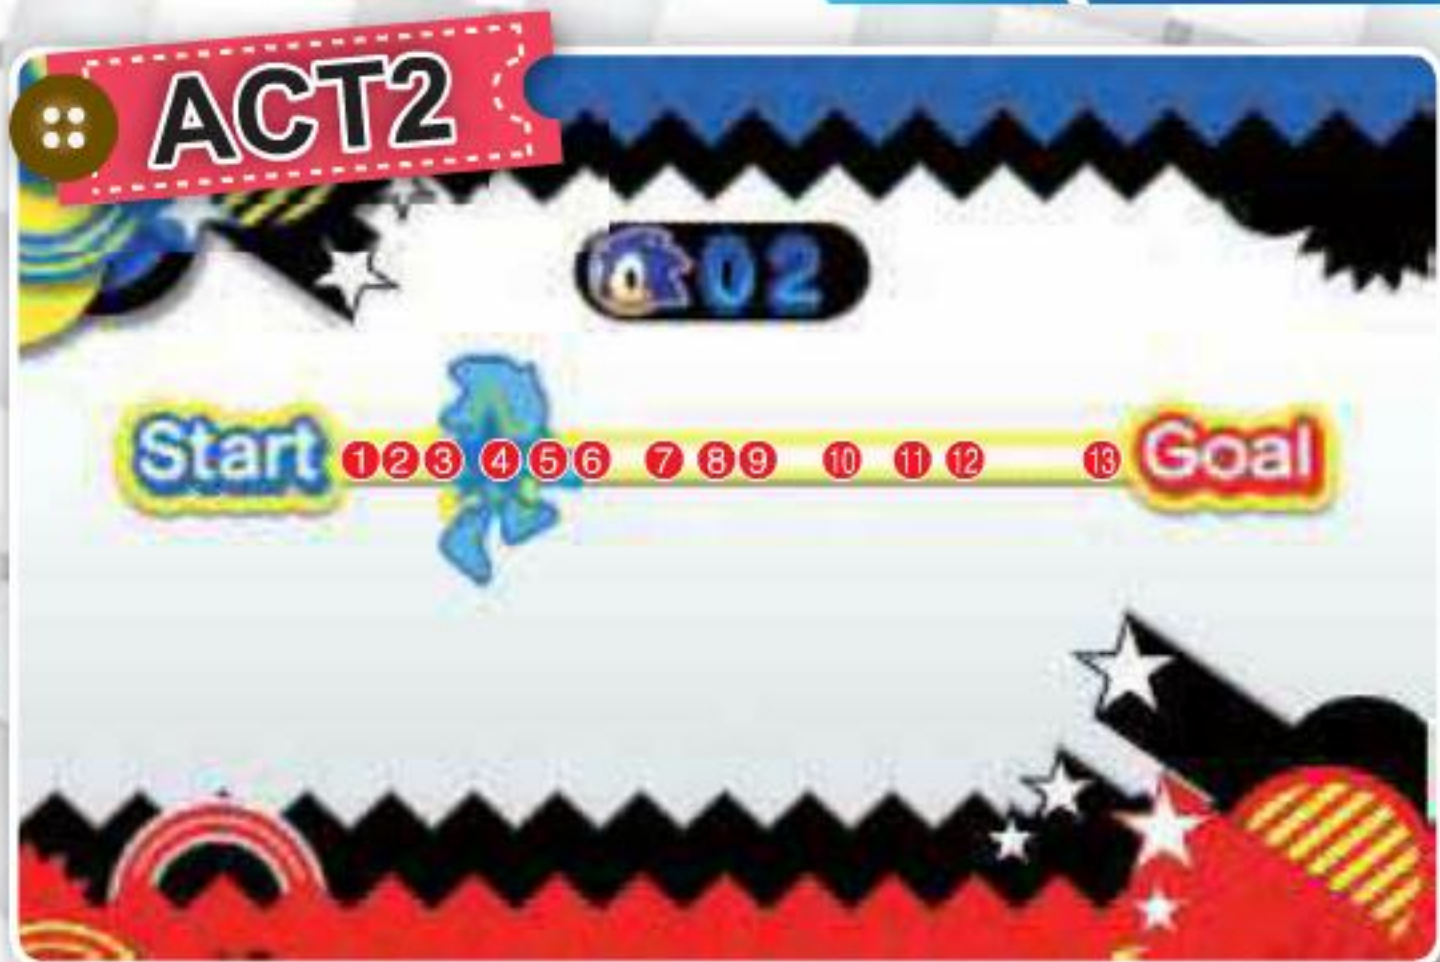 ACT2
02
Start ① ② ③ ④ ⑤ ⑥ ⑦ ⑧ ⑨ ⑩ ⑪ ⑫ ⑬ Goal